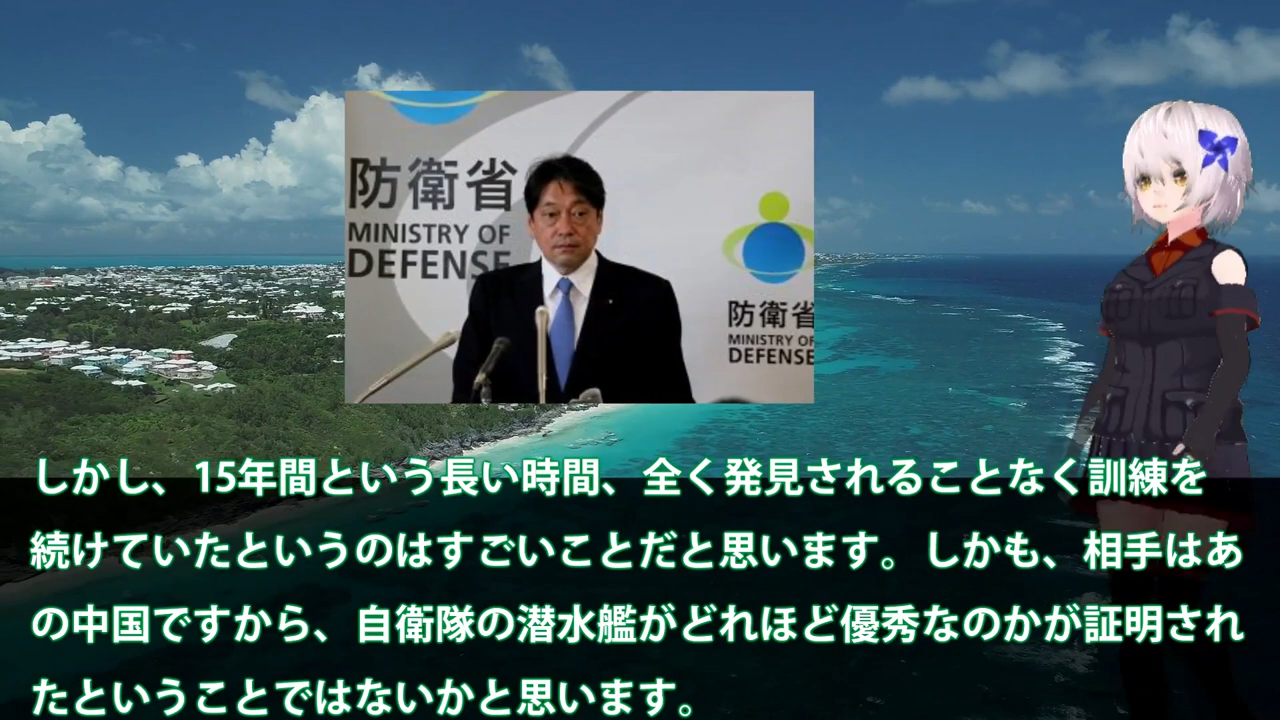 防衛省
MINISTRY OF
DEFENSE
防衛省
MINISTRY OF
DEFENSE
しかし、15年間という長い時間、全く発見されることなく訓練を
続けていたというのはすごいことだと思います。しかも、相手はあ
の中国ですから、自衛隊の潜水艦がどれほど優秀なのかが証明され
たということではないかと思います。